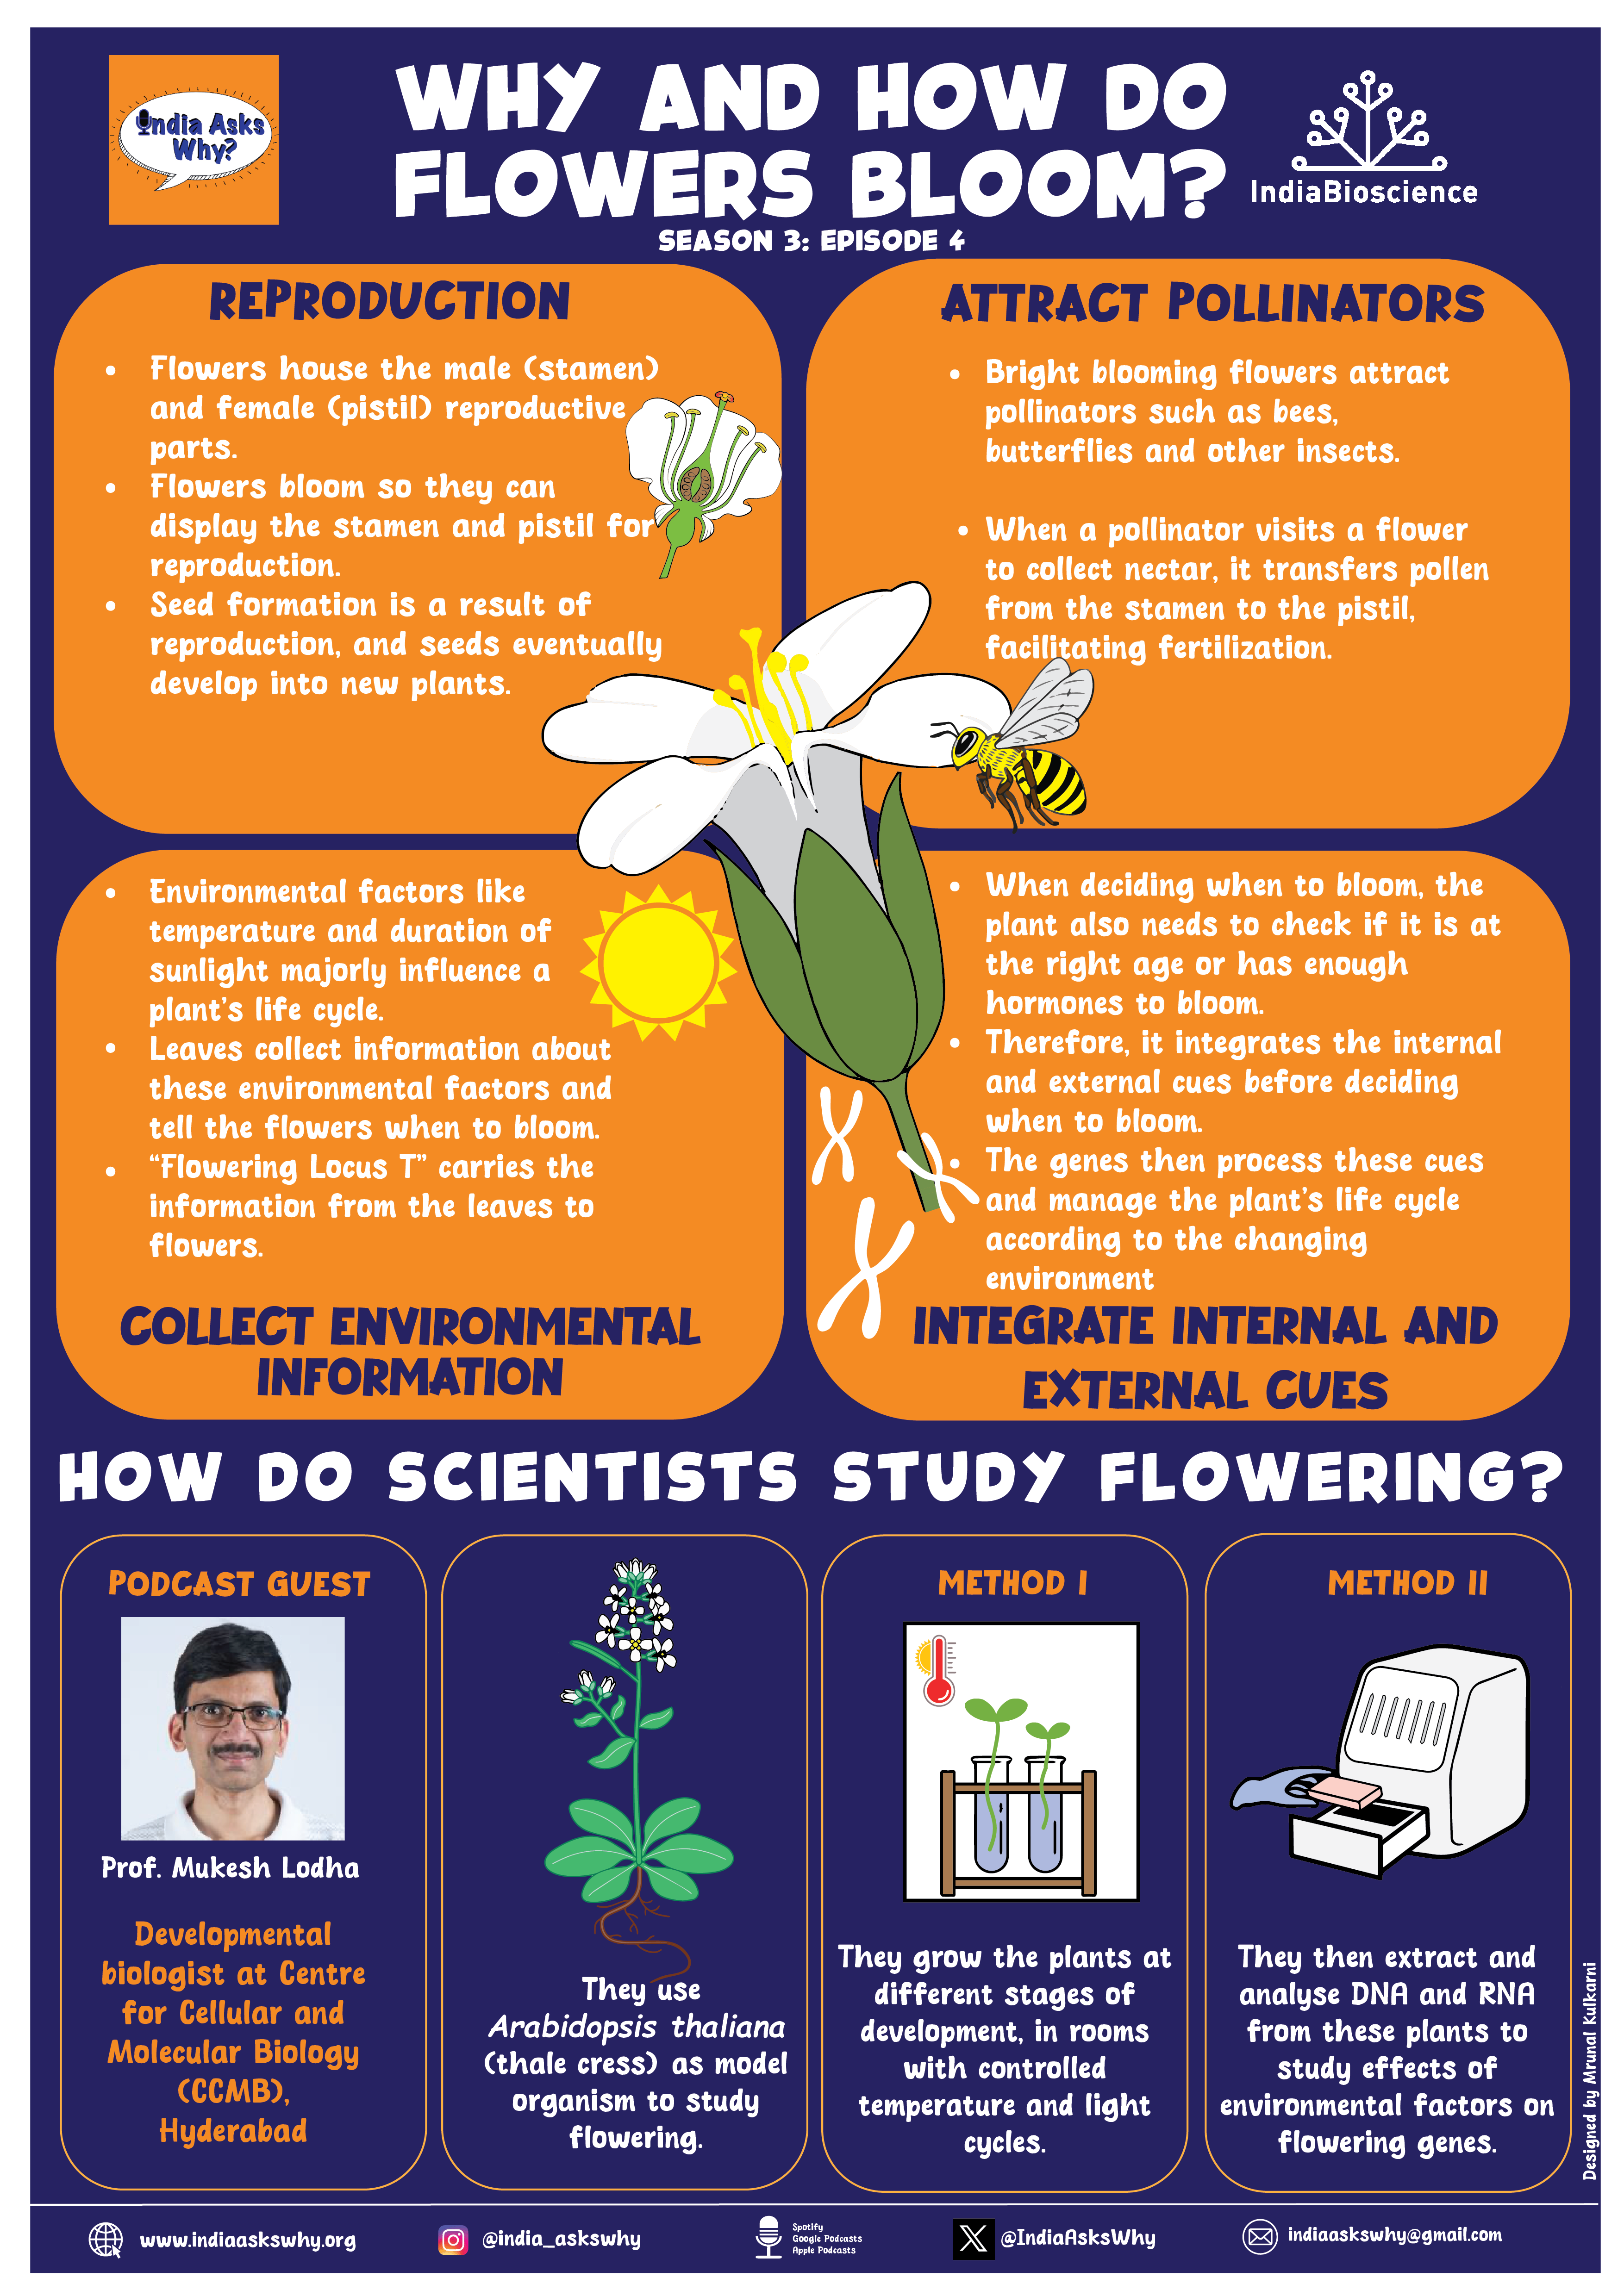 India Asks
Why?
WHY AND HOW DO
FLOWERS BLOOM?
SEASON 3: EPISODE 4
IndiaBioscience
REPRODUCTION
• Flowers house the male (stamen)
and female (pistil) reproductive
parts.
• Flowers bloom so they can
display the stamen and pistil for
reproduction.
• Seed formation is a result of
reproduction, and seeds eventually
develop into new plants.
ATTRACT POLLINATORS
• Bright blooming flowers attract
pollinators such as bees,
butterflies and other insects.
• When a pollinator visits a flower
to collect nectar, it transfers pollen
from the stamen to the pistil,
facilitating fertilization.
• Environmental factors like
temperature and duration of
sunlight majorly influence a
plant's life cycle.
• Leaves collect information about
these environmental factors and
tell the flowers when to bloom.
• “Flowering Locus T” carries the
information from the leaves to
flowers.
COLLECT ENVIRONMENTAL
INFORMATION
• When deciding when to bloom, the
plant also needs to check if it is at
the right age or has enough
hormones to bloom.
• Therefore, it integrates the internal
and external cues before deciding
when to bloom.
• The genes then process these cues
and manage the plant's life cycle
according to the changing
environment
INTEGRATE INTERNAL AND
EXTERNAL CUES
HOW DO SCIENTISTS STUDY FLOWERING?
PODCAST GUEST
Prof. Mukesh Lodha
Developmental
biologist at Centre
for Cellular and
Molecular Biology
(CCMB),
Hyderabad
They use
Arabidopsis thaliana
(thale cress) as model
organism to study
flowering.
METHOD I
They grow the plants at
different stages of
development, in rooms
with controlled
temperature and light
cycles.
METHOD II
They then extract and
analyse DNA and RNA
from these plants to
study effects of
environmental factors on
flowering genes.
Designed by Mrunal Kulkarni
www.indiaaskswhy.org
@india_askswhy
Spotify
Google Podcasts
Apple Podcasts
@IndiaAsksWhy
indiaaskswhy@gmail.com